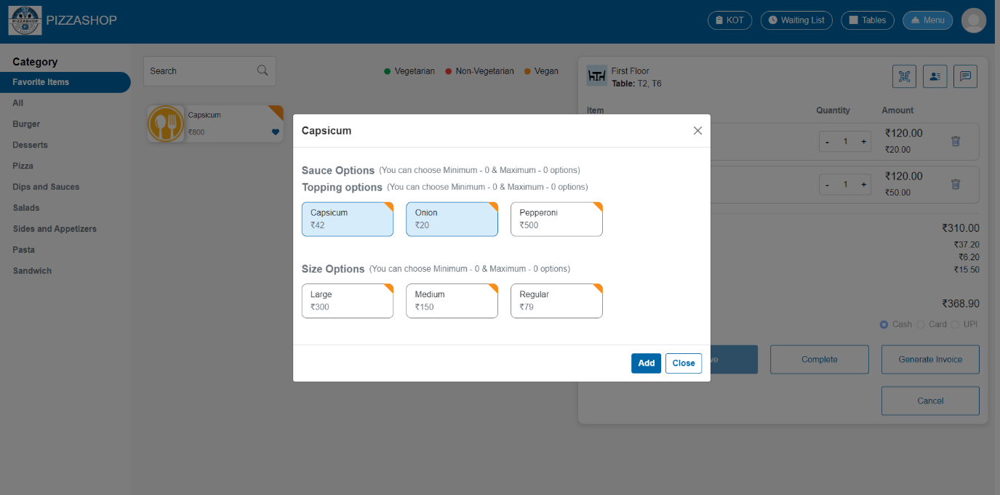 PIZZASHOP
PIZZASHOP
KOT
Waiting List
Tables
Menu
Category
Favorite Items
All
Burger
Desserts
Pizza
Dips and Sauces
Salads
Sides and Appetizers
Pasta
Sandwich
Search
Vegetarian
Non-Vegetarian
Vegan
Capsicum
₹800
First Floor
Table: T2, T6
Item Quantity Amount
- 1 + ₹120.00
₹20.00
- 1 + ₹120.00
₹50.00
₹310.00
₹37.20
₹6.20
₹15.50
₹368.90
Cash Card UPI
Complete
Generate Invoice
Cancel
Capsicum
Sauce Options (You can choose Minimum - 0 & Maximum - 0 options)
Topping options (You can choose Minimum - 0 & Maximum - 0 options)
Capsicum
₹42
Onion
₹20
Pepperoni
₹500
Size Options (You can choose Minimum - 0 & Maximum - 0 options)
Large
₹300
Medium
₹150
Regular
₹79
Add
Close